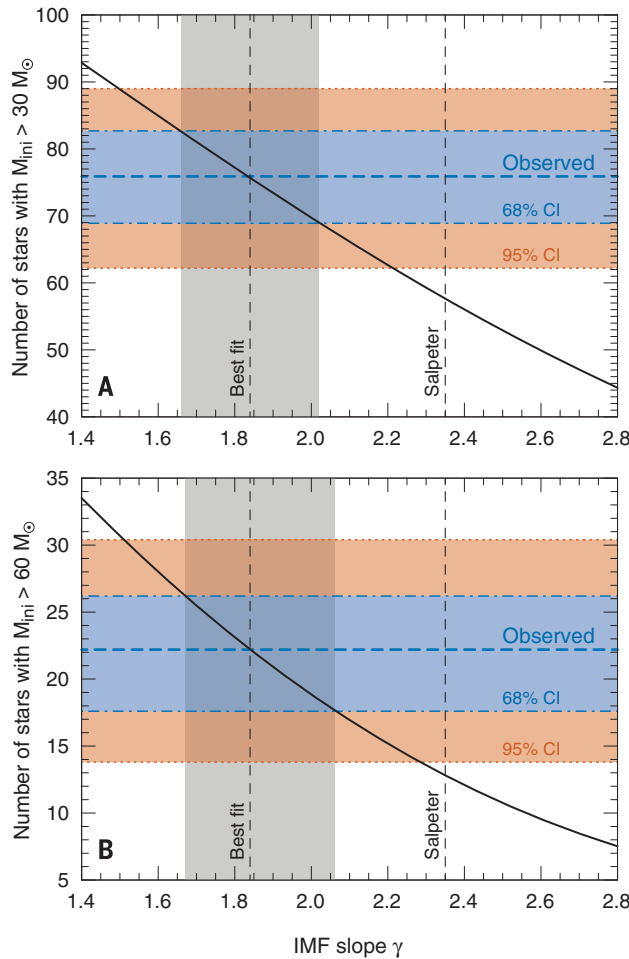 100
90
80
70
60
50
40
Number of stars with M_ini > 30 M_⊙
Observed
68% CI
95% CI
Best fit
Salpeter
A
1.4 1.6 1.8 2.0 2.2 2.4 2.6 2.8
35
30
25
20
15
10
5
Number of stars with M_ini > 60 M_⊙
Observed
68% CI
95% CI
Best fit
Salpeter
B
1.4 1.6 1.8 2.0 2.2 2.4 2.6 2.8
IMF slope γ